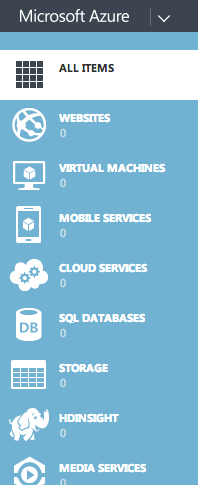 Microsoft Azure
ALL ITEMS
WEBSITES
0
VIRTUAL MACHINES
0
MOBILE SERVICES
0
CLOUD SERVICES
0
SQL DATABASES
0
DB
STORAGE
0
HDINSIGHT
0
MEDIA SERVICES
0